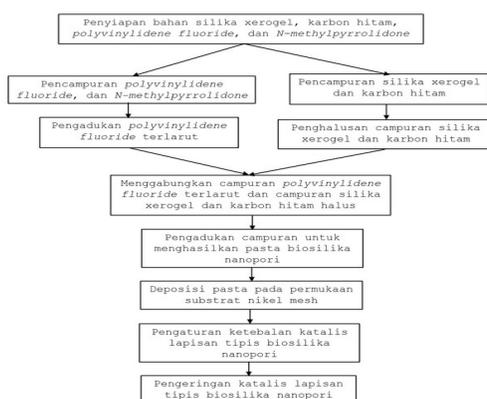 Penyiapan bahan silika xerogel, karbon hitam,
polyvinylidene fluoride, dan N-methylpyrrolidone
Pencampuran polyvinylidene
fluoride, dan N-methylpyrrolidone
Pencampuran silika xerogel
dan karbon hitam
Pengadukan polyvinylidene
fluoride terlarut
Penghalusan campuran silika
xerogel dan karbon hitam
Menggabungkan campuran polyvinylidene
fluoride terlarut dan campuran silika
xerogel dan karbon hitam halus
Pengadukan campuran untuk
menghasilkan pasta biosilika
nanopori
Deposisi pasta pada permukaan
substrat nikel mesh
Pengaturan ketebalan katalis
lapisan tipis biosilika
nanopori
Pengeringan katalis lapisan
tipis biosilika nanopori